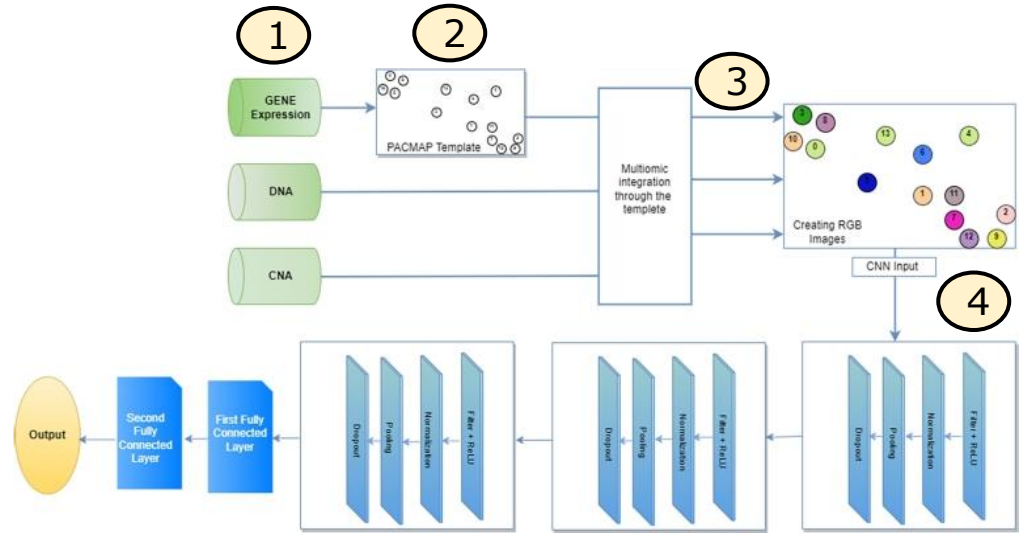 1
2
3
4
GENE
Expression
PACMAP Template
DNA
CNA
Multiomic
integration
through the
templete
3
8
10
0
13
4
6
1
11
7
2
12
9
Creating RGB
Images
CNN Input
Filter + ReLU
Normalization
Pooling
Dropout
Filter + ReLU
Normalization
Pooling
Dropout
Filter + ReLU
Normalization
Pooling
Dropout
First Fully
Connected
Layer
Second
Fully
Connected
Layer
Output